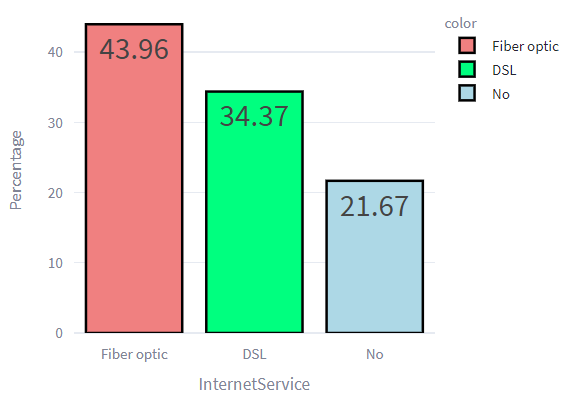 color
Fiber optic
DSL
No
43.96
34.37
21.67
40
30
20
10
0
Percentage
Fiber optic
DSL
No
InternetService